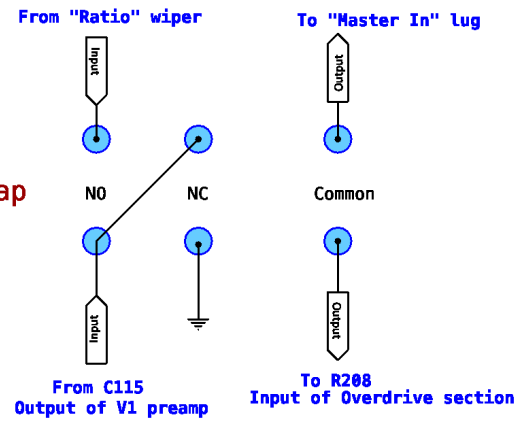 From "Ratio" wiper
To "Master In" lug
Input
Output
ap
NO
NC
Common
Input
Output
From C115
Output of V1 preamp
To R208
Input of Overdrive section